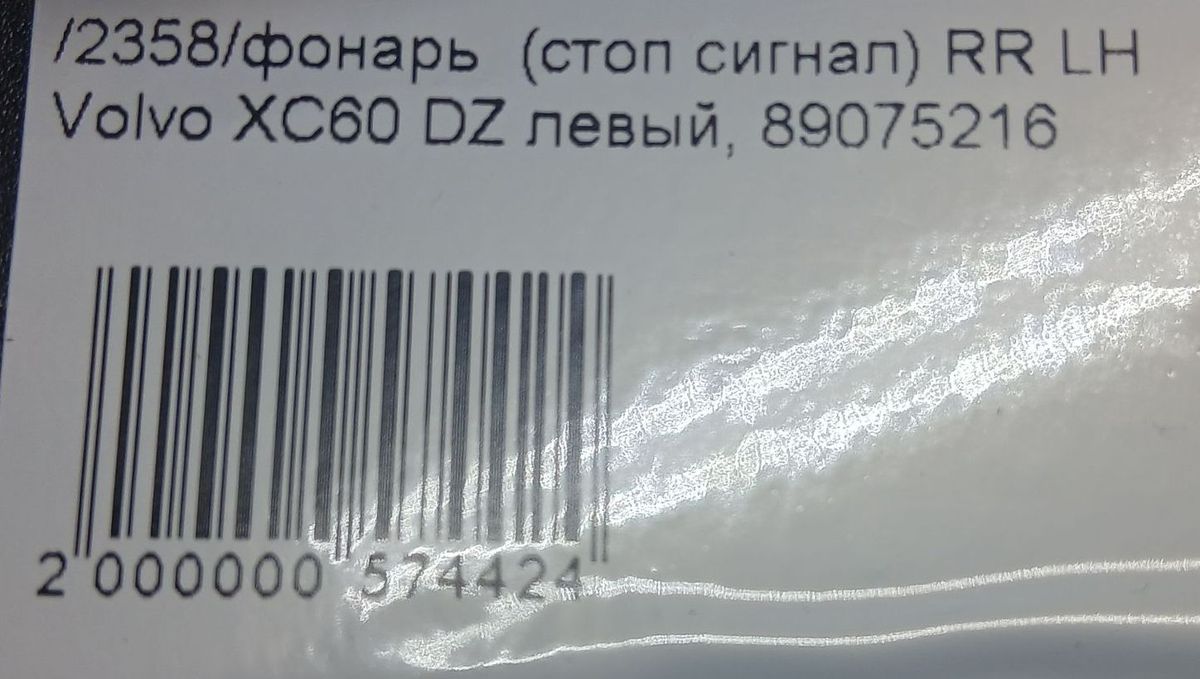 /2358/фонарь (стоп сигнал) RR LH
Volvo XC60 DZ левый, 89075216
2 000000 574424